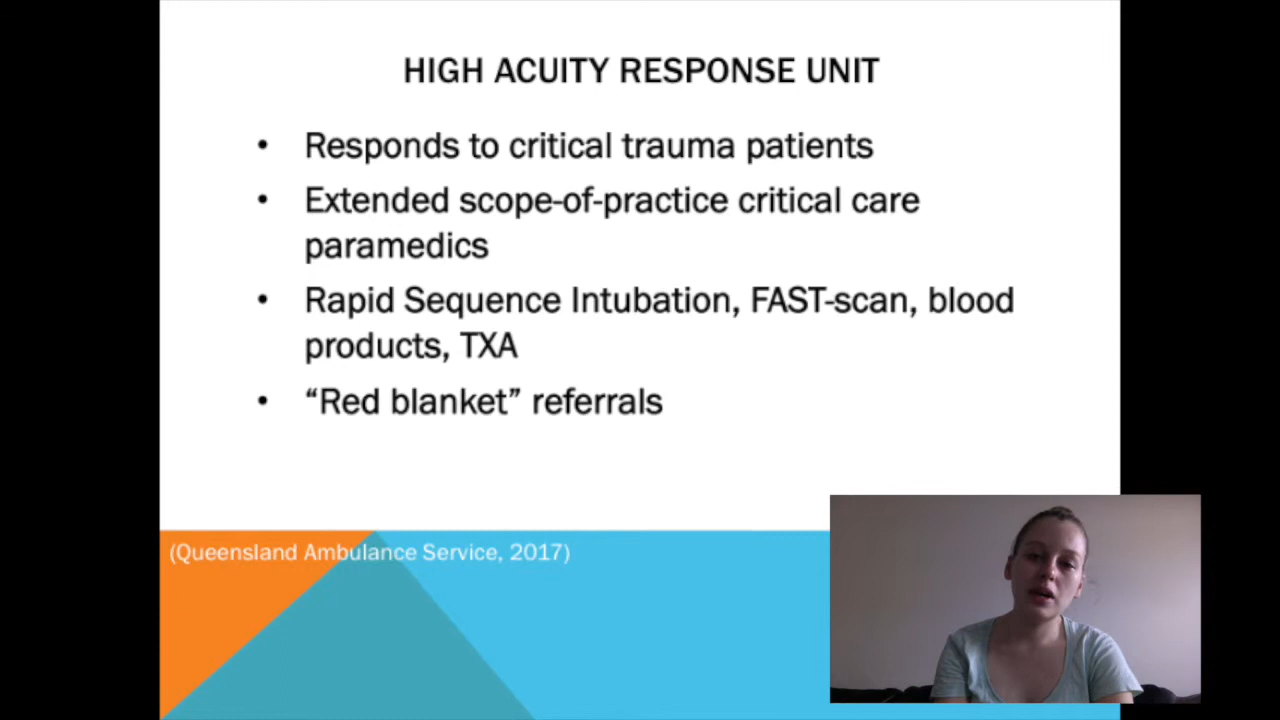 HIGH ACUITY RESPONSE UNIT
• Responds to critical trauma patients
• Extended scope-of-practice critical care
paramedics
• Rapid Sequence Intubation, FAST-scan, blood
products, TXA
• “Red blanket” referrals
(Queensland Ambulance Service, 2017)